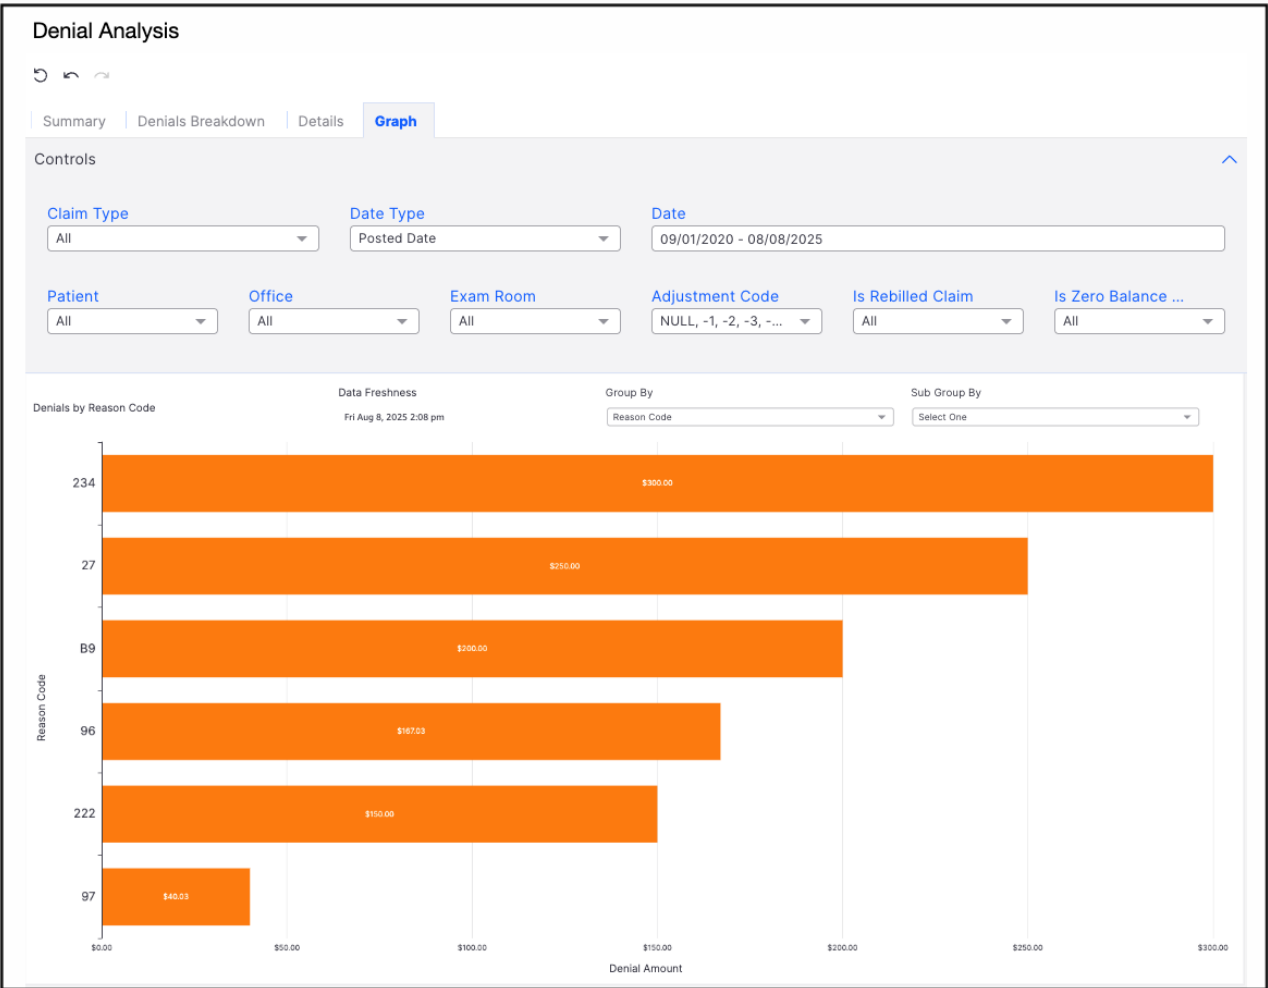 Denial Analysis
Summary Denials Breakdown Details Graph
Controls
Claim Type Date Type Date
All Posted Date 09/01/2020 - 08/08/2025
Patient Office Exam Room Adjustment Code Is Rebilled Claim Is Zero Balance ...
All All All NULL, -1, -2, -3, -... All All
Data Freshness Group By Sub Group By
Denials by Reason Code
Fri Aug 8, 2025 2:08 pm Reason Code Select One
234 $300.00
27 $250.00
B9 $200.00
Reason Code
96 $167.03
222 $150.00
97 $40.03
$0.00 $50.00 $100.00 $150.00 $200.00 $250.00 $300.00
Denial Amount